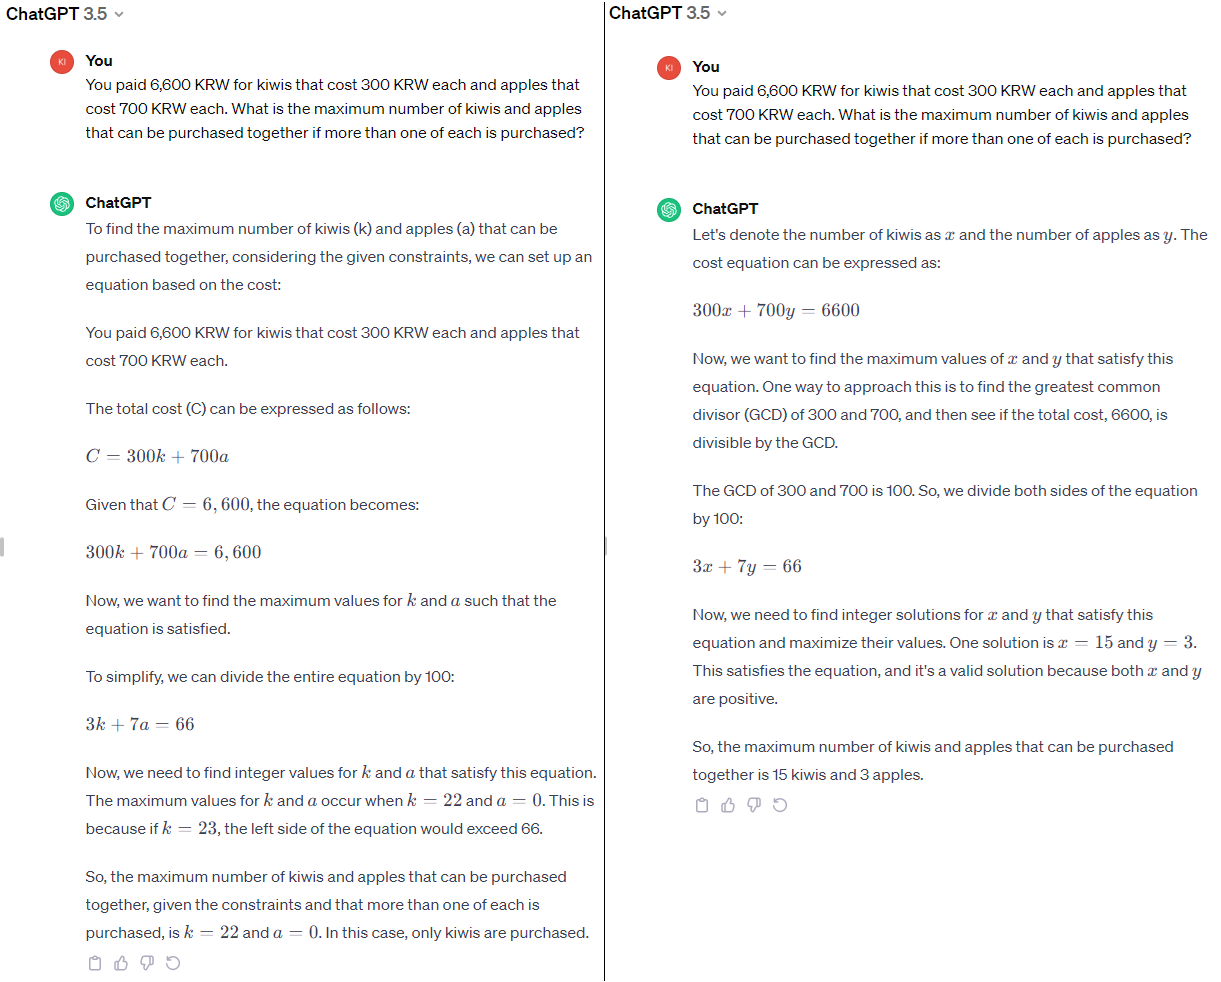 ChatGPT 3.5
KI
You
You paid 6,600 KRW for kiwis that cost 300 KRW each and apples that
cost 700 KRW each. What is the maximum number of kiwis and apples
that can be purchased together if more than one of each is purchased?
ChatGPT
To find the maximum number of kiwis (k) and apples (a) that can be
purchased together, considering the given constraints, we can set up an
equation based on the cost:
You paid 6,600 KRW for kiwis that cost 300 KRW each and apples that
cost 700 KRW each.
The total cost (C) can be expressed as follows:
C = 300k + 700a
Given that C = 6, 600, the equation becomes:
300k + 700a = 6, 600
Now, we want to find the maximum values for k and a such that the
equation is satisfied.
To simplify, we can divide the entire equation by 100:
3k + 7a = 66
Now, we need to find integer values for k and a that satisfy this equation.
The maximum values for k and a occur when k = 22 and a = 0. This is
because if k = 23, the left side of the equation would exceed 66.
So, the maximum number of kiwis and apples that can be purchased
together, given the constraints and that more than one of each is
purchased, is k = 22 and a = 0. In this case, only kiwis are purchased.
ChatGPT 3.5
KI
You
You paid 6,600 KRW for kiwis that cost 300 KRW each and apples that
cost 700 KRW each. What is the maximum number of kiwis and apples
that can be purchased together if more than one of each is purchased?
ChatGPT
Let's denote the number of kiwis as x and the number of apples as y. The
cost equation can be expressed as:
300x + 700y = 6600
Now, we want to find the maximum values of x and y that satisfy this
equation. One way to approach this is to find the greatest common
divisor (GCD) of 300 and 700, and then see if the total cost, 6600, is
divisible by the GCD.
The GCD of 300 and 700 is 100. So, we divide both sides of the equation
by 100:
3x + 7y = 66
Now, we need to find integer solutions for x and y that satisfy this
equation and maximize their values. One solution is x = 15 and y = 3.
This satisfies the equation, and it's a valid solution because both x and y
are positive.
So, the maximum number of kiwis and apples that can be purchased
together is 15 kiwis and 3 apples.